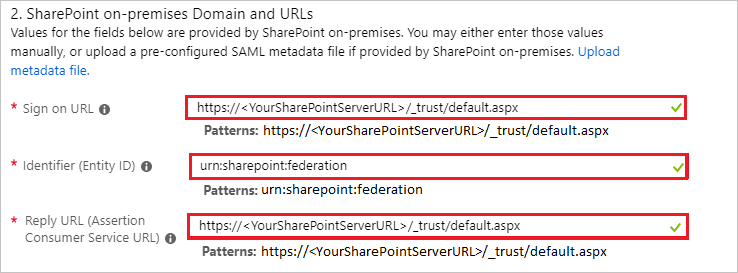 2. SharePoint on-premises Domain and URLs
Values for the fields below are provided by SharePoint on-premises. You may either enter those values
manually, or upload a pre-configured SAML metadata file if provided by SharePoint on-premises. Upload
metadata file.
* Sign on URL
https://<YourSharePointServerURL>/_trust/default.aspx
Patterns: https://<YourSharePointServerURL>/_trust/default.aspx
* Identifier (Entity ID)
urn:sharepoint:federation
Patterns: urn:sharepoint:federation
* Reply URL (Assertion
Consumer Service URL)
https://<YourSharePointServerURL>/_trust/default.aspx
Patterns: https://<YourSharePointServerURL>/_trust/default.aspx